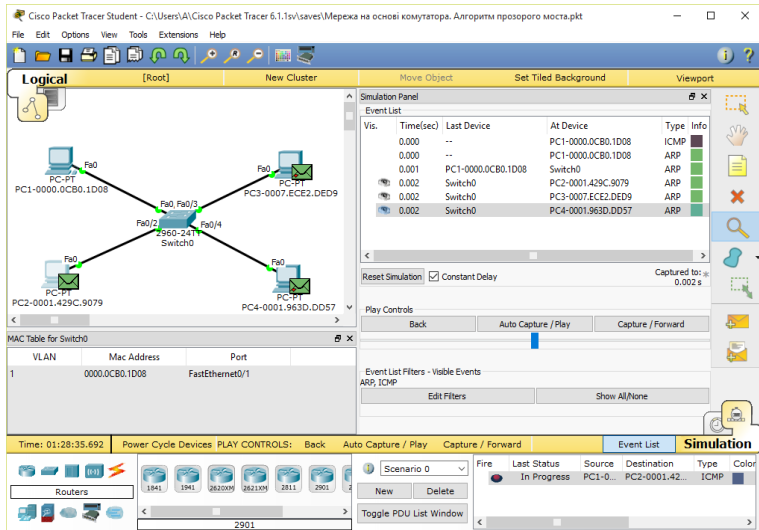 Cisco Packet Tracer Student - C:\Users\A\Cisco Packet Tracer 6.1.1sv\saves\Мережа на основі комутатора. Алгоритм прозорого моста.pkt
File Edit Options View Tools Extensions Help
Logical [Root] New Cluster Move Object Set Tiled Background Viewport
Simulation Panel
Event List
Vis. Time(sec) Last Device At Device Type Info
0.000 -- PC1-0000.0CB0.1D08 ICMP
0.000 -- PC1-0000.0CB0.1D08 ARP
0.001 PC1-0000.0CB0.1D08 Switch0 ARP
0.002 Switch0 PC2-0001.429C.9079 ARP
0.002 Switch0 PC3-0007.ECE2.DED9 ARP
0.002 Switch0 PC4-0001.963D.DD57 ARP
Reset Simulation Constant Delay Captured to:
0.002 s
Play Controls
Back Auto Capture / Play Capture / Forward
Event List Filters - Visible Events
ARP, ICMP
Edit Filters Show All/None
Fa0
PC-PT
PC1-0000.0CB0.1D08
Fa0
PC-PT
PC3-0007.ECE2.DED9
Fa0, Fa0/3
Fa0/2 Fa0/4
2960-24TT
Switch0
Fa0
PC-PT
PC2-0001.429C.9079
Fa0
PC-PT
PC4-0001.963D.DD57
MAC Table for Switch0
VLAN Mac Address Port
1 0000.0CB0.1D08 FastEthernet0/1
Time: 01:28:35.692 Power Cycle Devices PLAY CONTROLS: Back Auto Capture / Play Capture / Forward Event List Simulation
Routers
1841 1941 2620XM 2621XM 2811 2901
2901
Scenario 0
New Delete
Toggle PDU List Window
Fire Last Status Source Destination Type Color
In Progress PC1-0... PC2-0001.42... ICMP